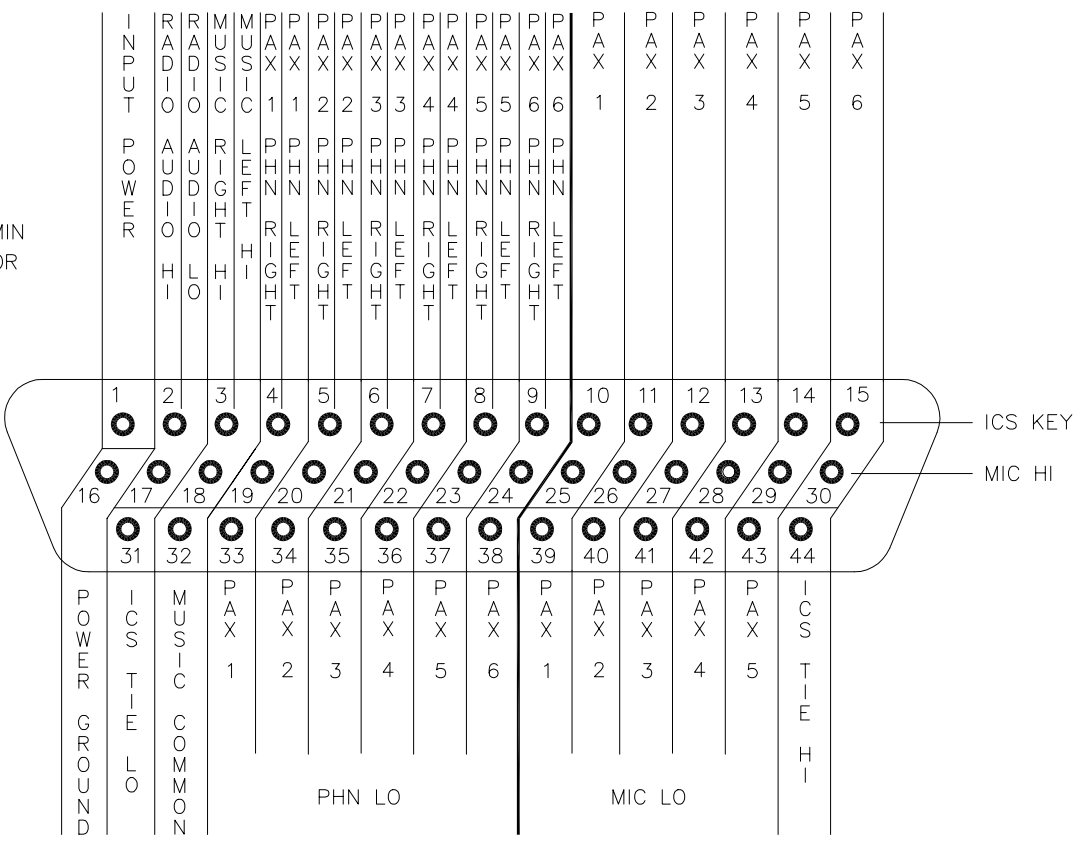 INPUT POWER
RADIO AUDIO HI
RADIO AUDIO LO
MUSIC RIGHT HI
MUSIC LEFT HI
PAX 1 PHN RIGHT
PAX 1 PHN LEFT
PAX 2 PHN RIGHT
PAX 2 PHN LEFT
PAX 3 PHN RIGHT
PAX 3 PHN LEFT
PAX 4 PHN RIGHT
PAX 4 PHN LEFT
PAX 5 PHN RIGHT
PAX 5 PHN LEFT
PAX 6 PHN RIGHT
PAX 6 PHN LEFT
PAX 1
PAX 2
PAX 3
PAX 4
PAX 5
PAX 6
MIN
OR
1 2 3 4 5 6 7 8 9 10 11 12 13 14 15
ICS KEY
MIC HI
16 17 18 19 20 21 22 23 24 25 26 27 28 29 30
31 32 33 34 35 36 37 38 39 40 41 42 43 44
POWER GROUND
ICS TIE LO
MUSIC COMMON
PAX 1
PAX 2
PAX 3
PAX 4
PAX 5
PAX 6
PAX 1
PAX 2
PAX 3
PAX 4
PAX 5
ICS TIE HI
PHN LO
MIC LO